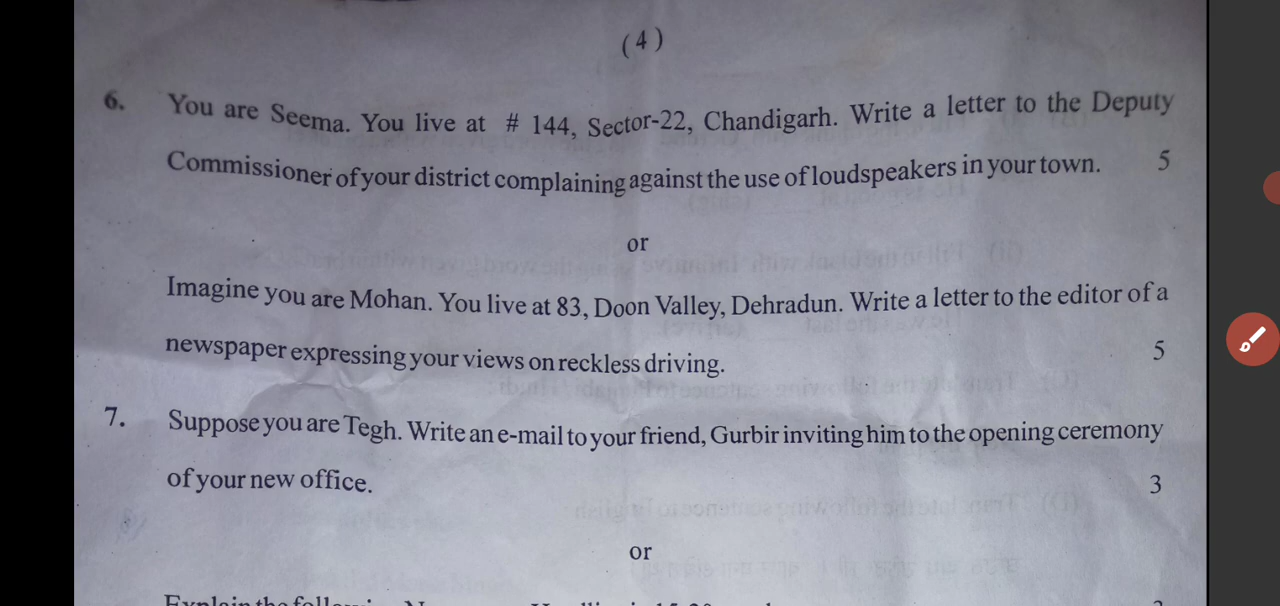 (4)
6. You are Seema. You live at # 144, Sector-22, Chandigarh. Write a letter to the Deputy
Commissioner of your district complaining against the use of loudspeakers in your town. 5
or
Imagine you are Mohan. You live at 83, Doon Valley, Dehradun. Write a letter to the editor of a
newspaper expressing your views on reckless driving. 5
7. Suppose you are Tegh. Write an e-mail to your friend, Gurbir inviting him to the opening ceremony
of your new office. 3
or
Explain the